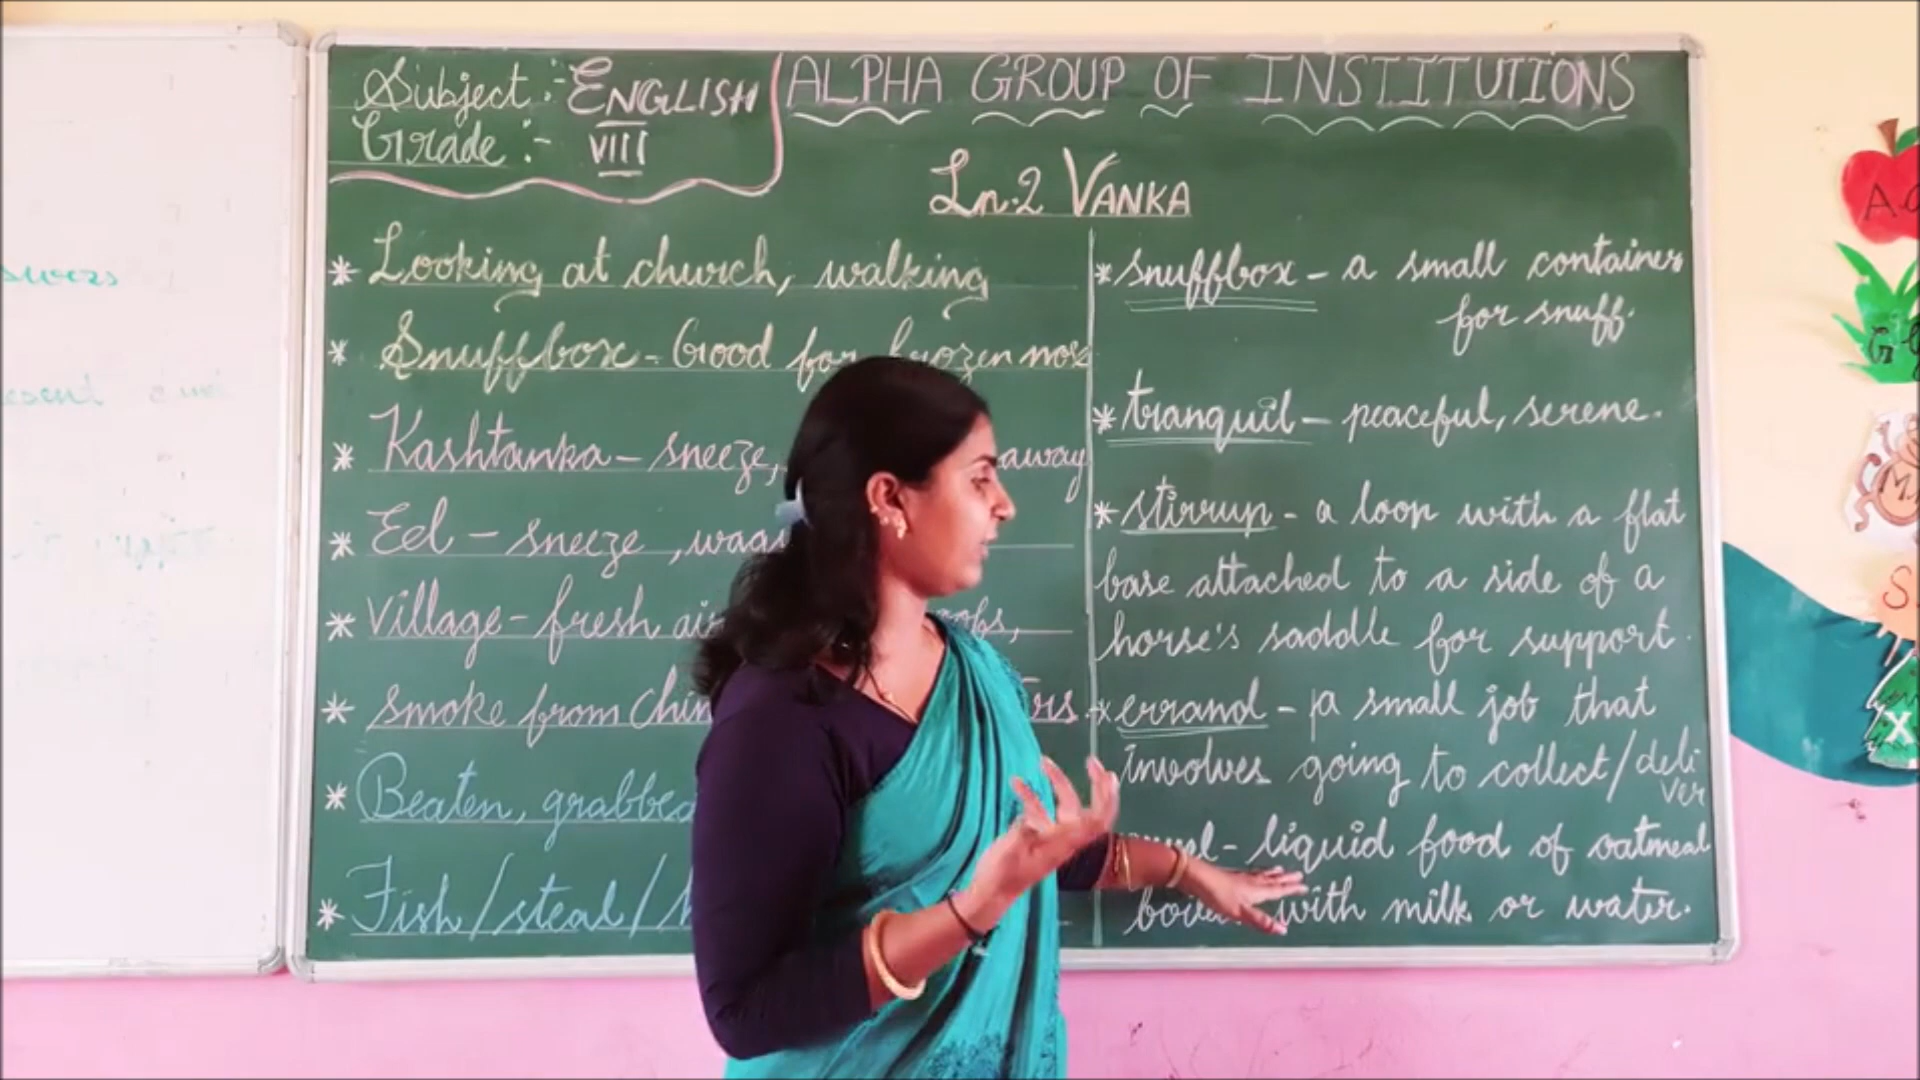 Subject :- ENGLISH
Grade :- VIII
ALPHA GROUP OF INSTITUTIONS
Ln.2 VANKA
* Looking at church, walking
* Snuffbox - Good for frozen nose
* Kashtanka - sneeze, away
* Eel - sneeze, 
* Village - fresh air
* smoke from
* Beaten, grabbed
* Fish/steal/
* snuffbox - a small container
for snuff.
* tranquil - peaceful, serene.
* stirrup - a loop with a flat
base attached to a side of a
horse's saddle for support.
* errand - a small job that
involves going to collect/deli
ver
- liquid food of oatmeal
with milk or water.
A
G
M
S
X